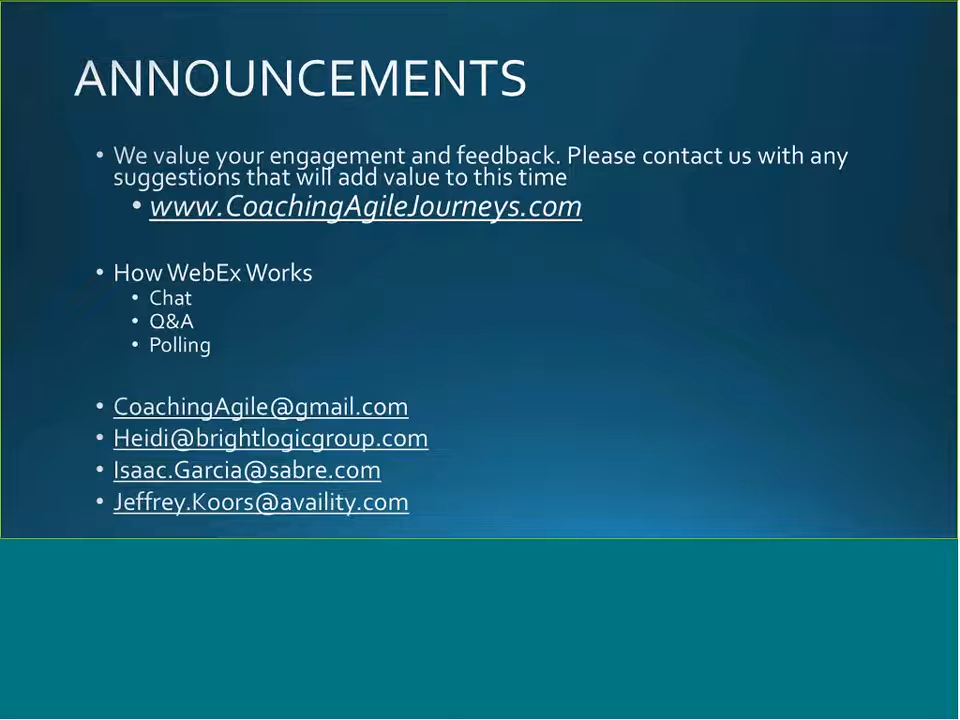 ANNOUNCEMENTS
• We value your engagement and feedback. Please contact us with any
suggestions that will add value to this time
• www.CoachingAgileJourneys.com
• How WebEx Works
• Chat
• Q&A
• Polling
• CoachingAgile@gmail.com
• Heidi@brightlogicgroup.com
• Isaac.Garcia@sabre.com
• Jeffrey.Koors@availity.com